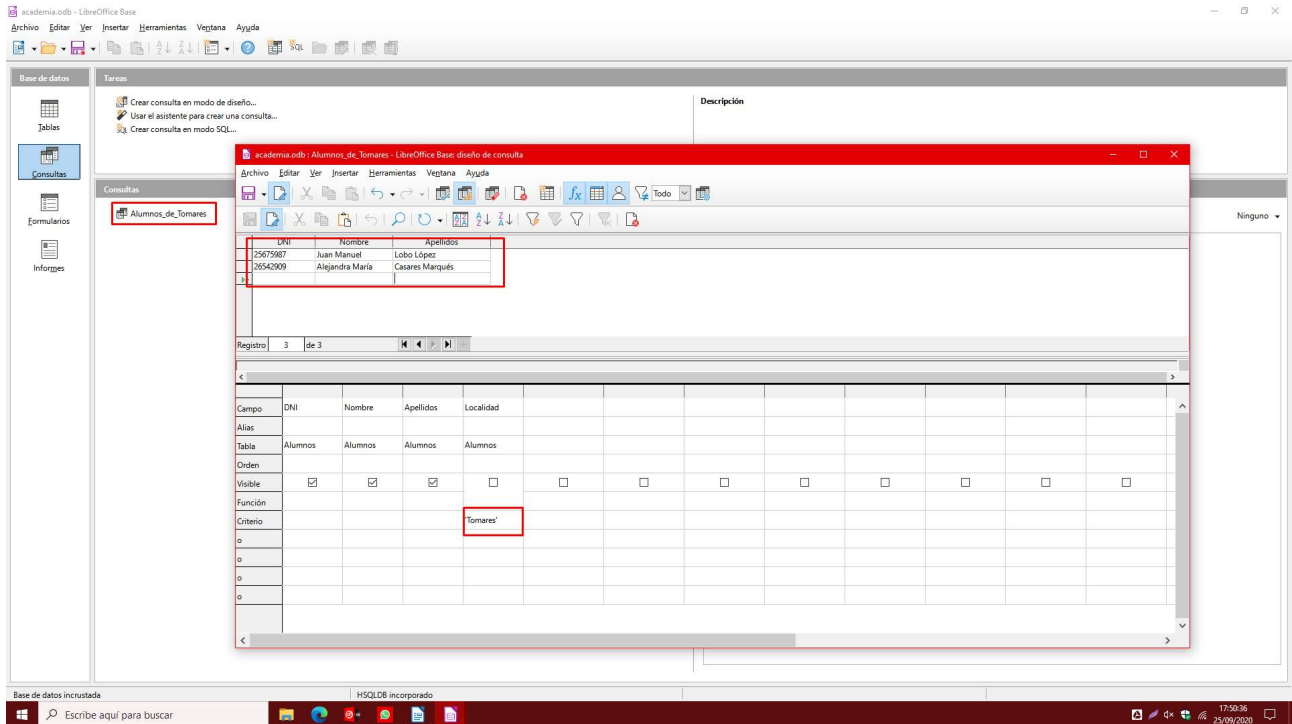 academia.odb - LibreOffice Base
Archivo Editar Ver Insertar Herramientas Ventana Ayuda
Base de datos
Tareas
Tablas
Consultas
Formularios
Informes
Crear consulta en modo de diseño...
Usar el asistente para crear una consulta...
Crear consulta en modo SQL...
Descripción
Consultas
Alumnos_de_Tomares
Ninguno
academia.odb : Alumnos_de_Tomares - LibreOffice Base: diseño de consulta
Archivo Editar Ver Insertar Herramientas Ventana Ayuda
Todo
DNI Nombre Apellidos
25675987 Juan Manuel Lobo López
26542909 Alejandra María Casares Marqués
Registro 3 de 3
Campo DNI Nombre Apellidos Localidad
Alias
Tabla Alumnos Alumnos Alumnos Alumnos
Orden
Visible
Función
Criterio 'Tomares'
o
o
o
o
Base de datos incrustada HSQLDB incorporado
Escribe aquí para buscar
17:50:36
25/09/2020